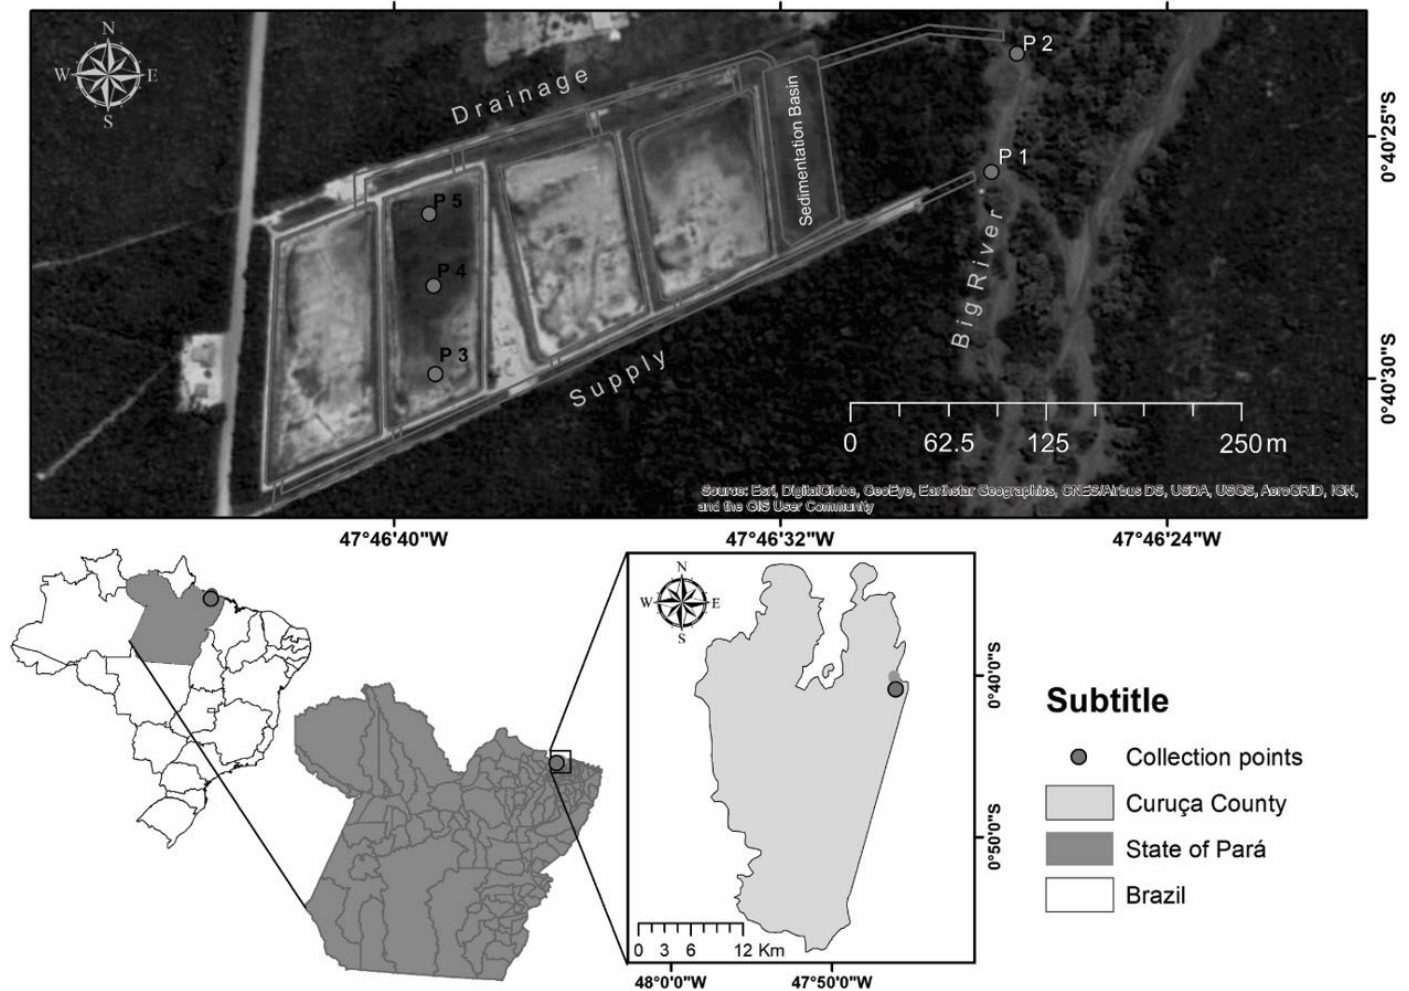 N
W E
S
Drainage
Sedimentation Basin
P 2
P 1
P 5
P 4
P 3
Big River
Supply
0 62.5 125 250 m
Source: Esri, DigitalGlobe, GeoEye, Earthstar Geographics, CNES/Airbus DS, USDA, USGS, AeroGRID, IGN,
and the GIS User Community
0°40'25"S
0°40'30"S
47°46'40"W 47°46'32"W 47°46'24"W
N
W E
S
0°40'0"S
0°50'0"S
0 3 6 12 Km
48°0'0"W 47°50'0"W
Subtitle
Collection points
Curuça County
State of Pará
Brazil